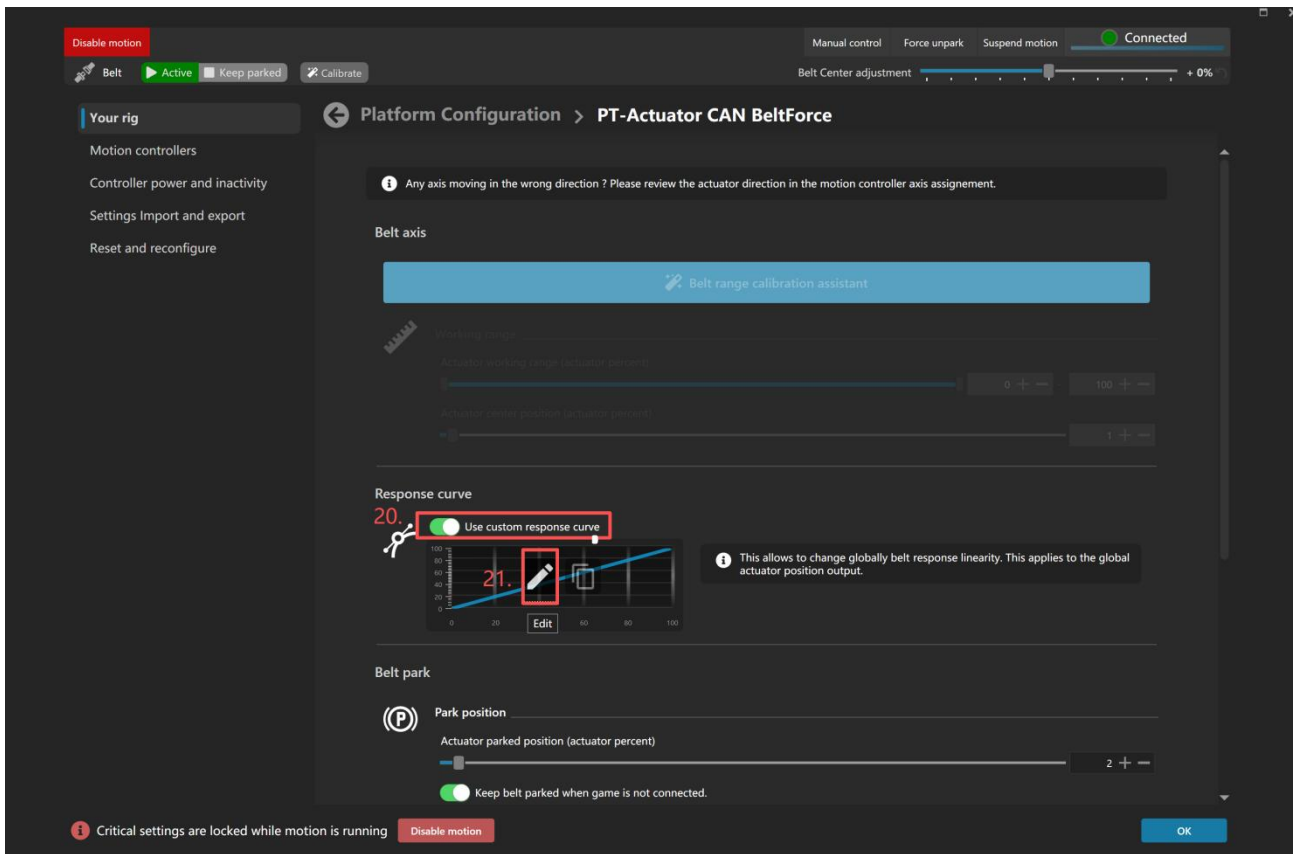 Disable motion
Manual control
Force unpark
Suspend motion
Connected
Belt
Active
Keep parked
Calibrate
Belt Center adjustment
+ 0%
Your rig
Motion controllers
Controller power and inactivity
Settings Import and export
Reset and reconfigure
Platform Configuration > PT-Actuator CAN BeltForce
Any axis moving in the wrong direction ? Please review the actuator direction in the motion controller axis assignement.
Belt axis
Belt range calibration assistant
Working range
Actuator working range (actuator percent)
0 + −
100 + −
Actuator center position (actuator percent)
1 + −
Response curve
20.
Use custom response curve
100
80
60
40
20
0
21.
0 20 Edit 60 80 100
This allows to change globally belt response linearity. This applies to the global
actuator position output.
Belt park
(P)
Park position
Actuator parked position (actuator percent)
2 + −
Keep belt parked when game is not connected.
Critical settings are locked while motion is running
Disable motion
OK